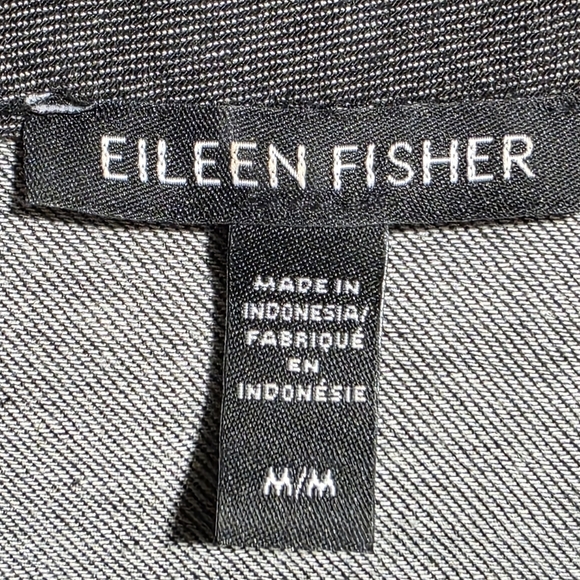 EILEEN FISHER
MADE IN
INDONESIA/
FABRIQUÉ
EN
INDONÉSIE
M/M